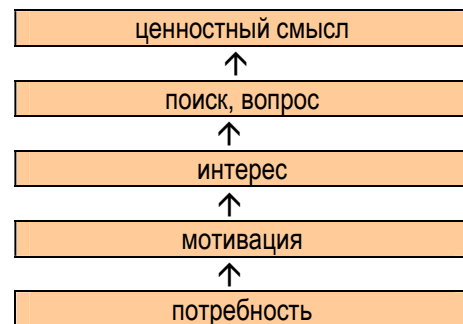 ценностный смысл
↑
поиск, вопрос
↑
интерес
↑
мотивация
↑
потребность